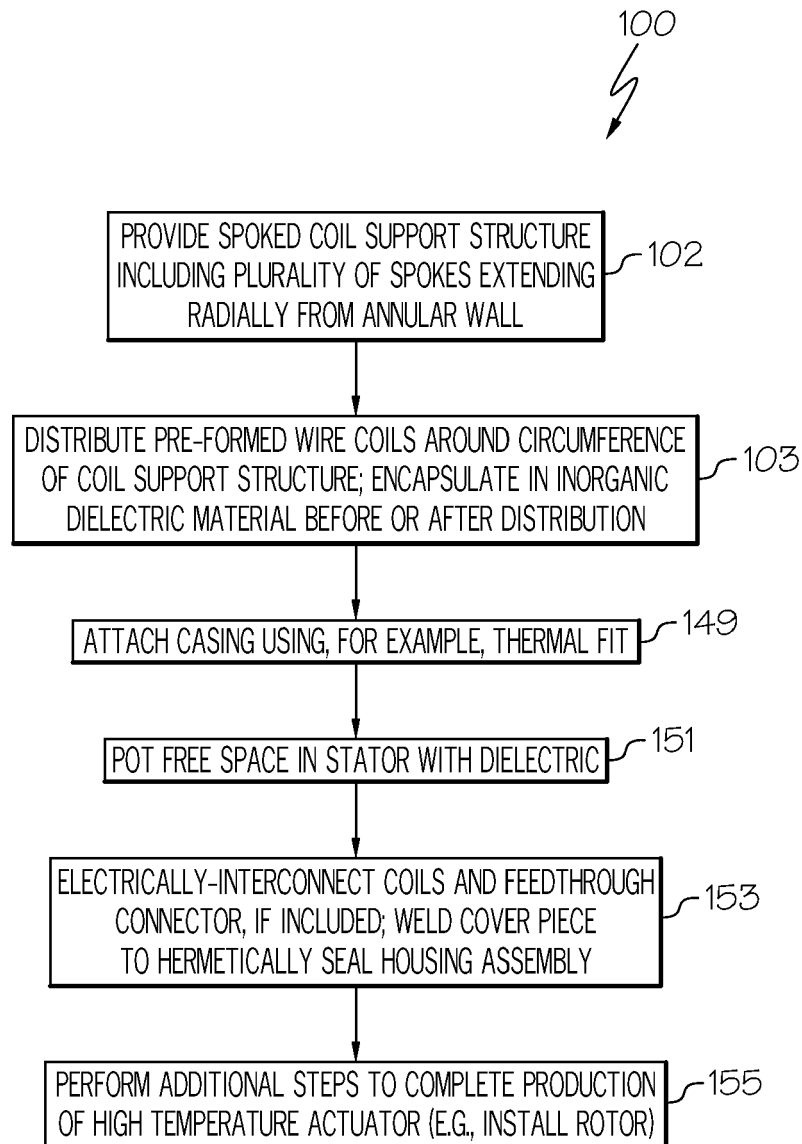 100
PROVIDE SPOKED COIL SUPPORT STRUCTURE
INCLUDING PLURALITY OF SPOKES EXTENDING
RADIALLY FROM ANNULAR WALL
102
DISTRIBUTE PRE-FORMED WIRE COILS AROUND CIRCUMFERENCE
OF COIL SUPPORT STRUCTURE; ENCAPSULATE IN INORGANIC
DIELECTRIC MATERIAL BEFORE OR AFTER DISTRIBUTION
103
ATTACH CASING USING, FOR EXAMPLE, THERMAL FIT
149
POT FREE SPACE IN STATOR WITH DIELECTRIC
151
ELECTRICALLY-INTERCONNECT COILS AND FEEDTHROUGH
CONNECTOR, IF INCLUDED; WELD COVER PIECE
TO HERMETICALLY SEAL HOUSING ASSEMBLY
153
PERFORM ADDITIONAL STEPS TO COMPLETE PRODUCTION
OF HIGH TEMPERATURE ACTUATOR (E.G., INSTALL ROTOR)
155